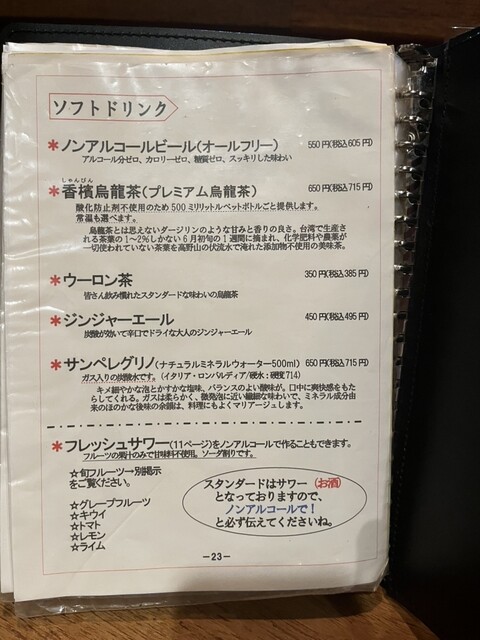 ソフトドリンク
*ノンアルコールビール(オールフリー) 550円(税込605円)
アルコール分ゼロ、カロリーゼロ、糖質ゼロ、スッキリした味わい
しゃんぴん
*香檳烏龍茶(プレミアム烏龍茶) 650円(税込715円)
酸化防止剤不使用のため500ミリリットルペットボトルごと提供します。
常温も選べます。
烏龍茶とは思えないダージリンのような甘みと香りの良さ。台湾で生産
される茶葉の1~2%しかない6月初旬の1週間に摘まれ、化学肥料や農薬が
一切使われていない茶葉を高野山の伏流水で淹れた添加物不使用の美味茶。
*ウーロン茶 350円(税込385円)
皆さん飲み慣れたスタンダードな味わいの烏龍茶
*ジンジャーエール 450円(税込495円)
炭酸が効いて辛口でドライな大人のジンジャーエール
*サンペレグリノ(ナチュラルミネラルウォーター500ml) 650円(税込715円)
ガス入りの炭酸水です。(イタリア・ロンバルディア/硬水:硬度714)
キメ細やかな泡とかすかな塩味、バランスのよい酸味が。口中に爽快感をもた
らしてくれる。ガスは柔らかく、微発泡に近い繊細な味わいで、ミネラル成分由
来のほのかな後味の余韻は、料理にもよくマリアージュします。
*フレッシュサワー(11ページ)をノンアルコールで作ることもできます。
フルーツの果汁のみで甘味料不使用。ソーダ割りです。
☆旬フルーツ→別掲示
をご覧ください。
☆グレープフルーツ
☆キウイ
☆トマト
☆レモン
☆ライム
スタンダードはサワー(お酒)
となっておりますので、
ノンアルコールで!
と必ず伝えてくださいね。
-23-